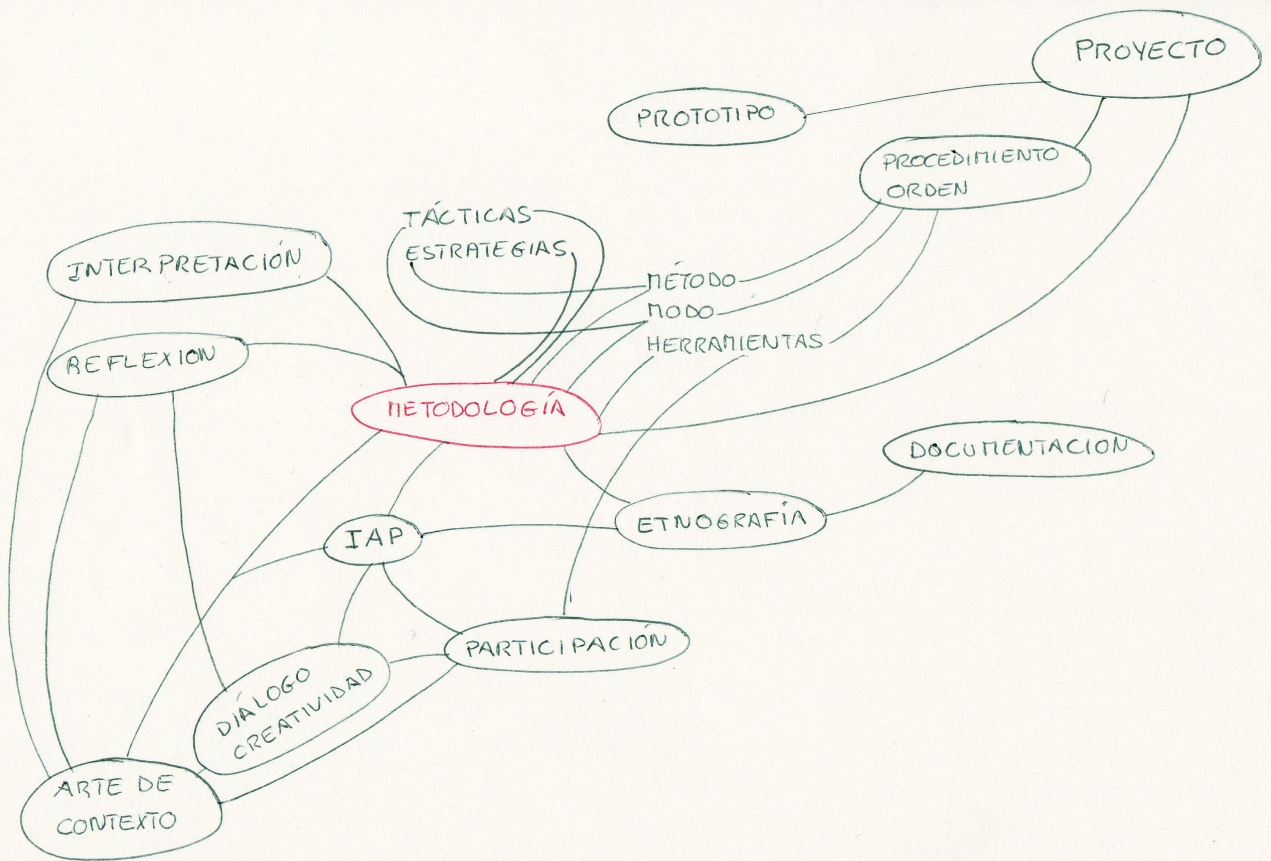 PROYECTO
PROTOTIPO
PROCEDIMIENTO
ORDEN
TÁCTICAS
ESTRATEGIAS
INTERPRETACIÓN
MÉTODO
MODO
HERRAMIENTAS
REFLEXION
METODOLOGÍA
DOCUMENTACION
ETNOGRAFÍA
IAP
PARTICIPACIÓN
DIÁLOGO
CREATIVIDAD
ARTE DE
CONTEXTO